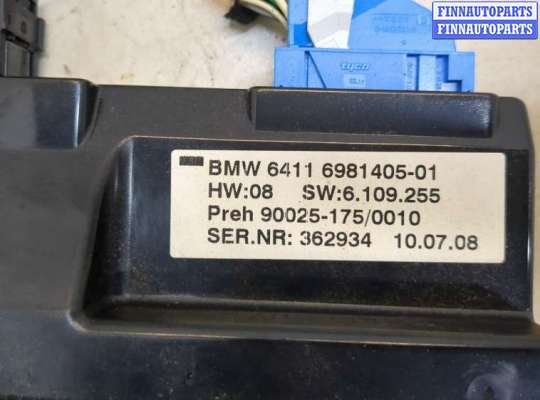 FINNAUTOPARTS
FINNAUTOPARTS
tyco
BMW 6411 6981405-01
HW:08 SW:6.109.255
Preh 90025-175/0010
SER.NR: 362934 10.07.08